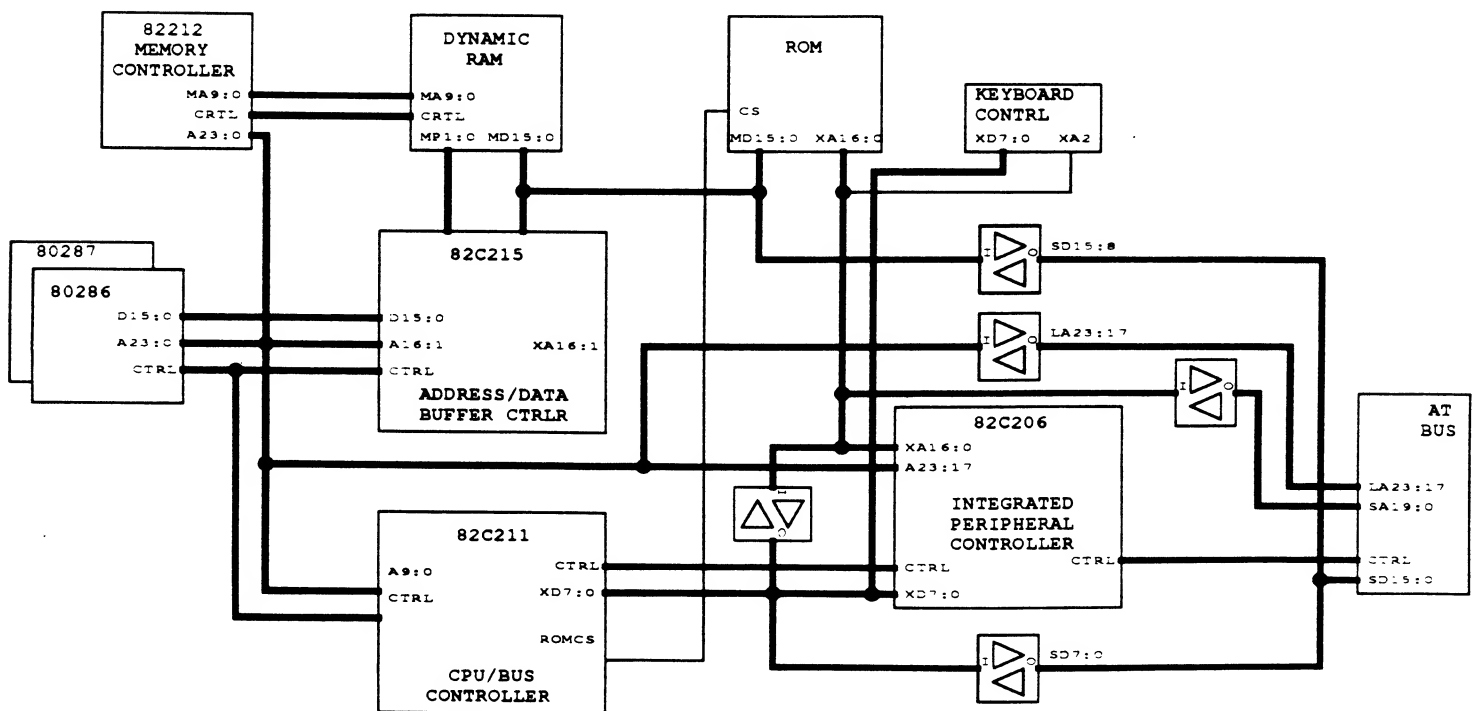 82212
MEMORY
CONTROLLER
MA9:0
CRTL
A23:0
DYNAMIC
RAM
MA9:0
CRTL
MP1:0 MD15:0
ROM
CS
MD15:0 XA16:0
KEYBOARD
CONTRL
XD7:0 XA2
80287
80286
D15:0
A23:0
CTRL
82C215
D15:0
A16:1 XA16:1
CTRL
ADDRESS/DATA
BUFFER CTRLR
I O SD15:8
I O LA23:17
I O
82C206
XA16:0
A23:17
INTEGRATED
PERIPHERAL
CONTROLLER
CTRL CTRL
XD7:0
AT
BUS
LA23:17
SA19:0
CTRL
SD15:0
I
O
82C211
A9:0
CTRL
CTRL
XD7:0
ROMCS
CPU/BUS
CONTROLLER
I O SD7:0